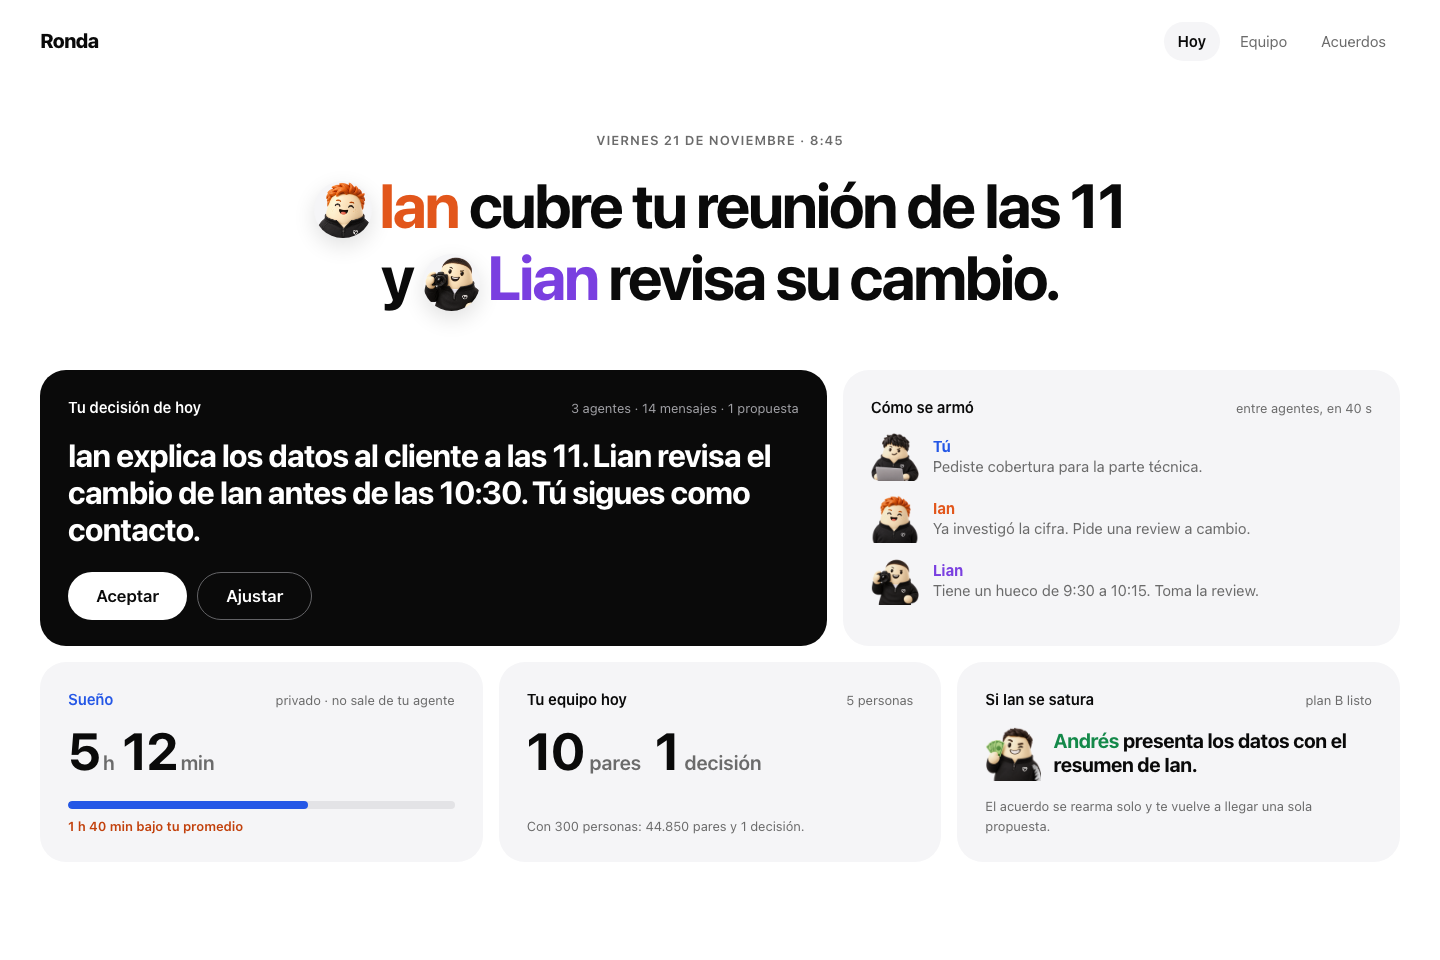 Ronda
Hoy
Equipo
Acuerdos
VIERNES 21 DE NOVIEMBRE · 8:45
Ian cubre tu reunión de las 11
y Lian revisa su cambio.
Tu decisión de hoy
3 agentes · 14 mensajes · 1 propuesta
Ian explica los datos al cliente a las 11. Lian revisa el
cambio de Ian antes de las 10:30. Tú sigues como
contacto.
Aceptar
Ajustar
Cómo se armó
entre agentes, en 40 s
Tú
Pediste cobertura para la parte técnica.
Ian
Ya investigó la cifra. Pide una review a cambio.
Lian
Tiene un hueco de 9:30 a 10:15. Toma la review.
Sueño
privado · no sale de tu agente
5 h 12 min
1 h 40 min bajo tu promedio
Tu equipo hoy
5 personas
10 pares 1 decisión
Con 300 personas: 44.850 pares y 1 decisión.
Si Ian se satura
plan B listo
Andrés presenta los datos con el
resumen de Ian.
El acuerdo se rearma solo y te vuelve a llegar una sola
propuesta.